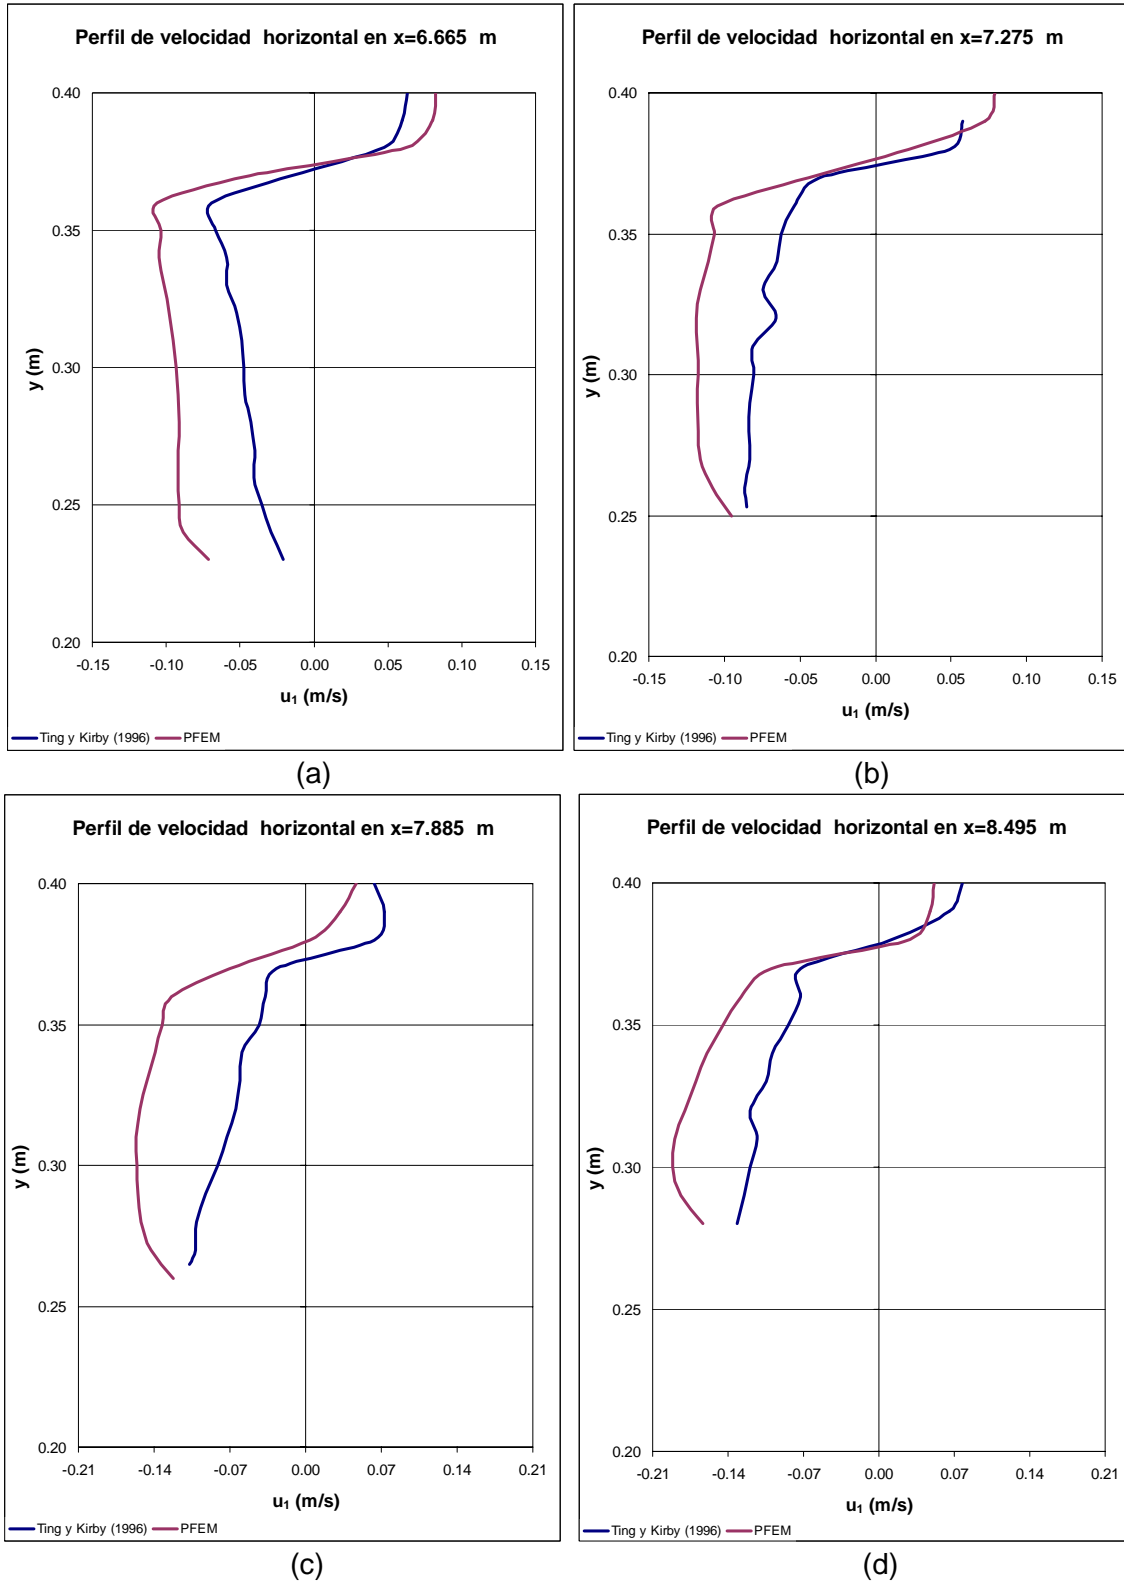 Perfil de velocidad horizontal en x=6.665 m
0.40
0.35
0.30
0.25
0.20
y (m)
-0.15 -0.10 -0.05 0.00 0.05 0.10 0.15
u₁ (m/s)
Ting y Kirby (1996) PFEM
(a)
Perfil de velocidad horizontal en x=7.275 m
0.40
0.35
0.30
0.25
0.20
y (m)
-0.15 -0.10 -0.05 0.00 0.05 0.10 0.15
u₁ (m/s)
Ting y Kirby (1996) PFEM
(b)
Perfil de velocidad horizontal en x=7.885 m
0.40
0.35
0.30
0.25
0.20
y (m)
-0.21 -0.14 -0.07 0.00 0.07 0.14 0.21
u₁ (m/s)
Ting y Kirby (1996) PFEM
(c)
Perfil de velocidad horizontal en x=8.495 m
0.40
0.35
0.30
0.25
0.20
y (m)
-0.21 -0.14 -0.07 0.00 0.07 0.14 0.21
u₁ (m/s)
Ting y Kirby (1996) PFEM
(d)